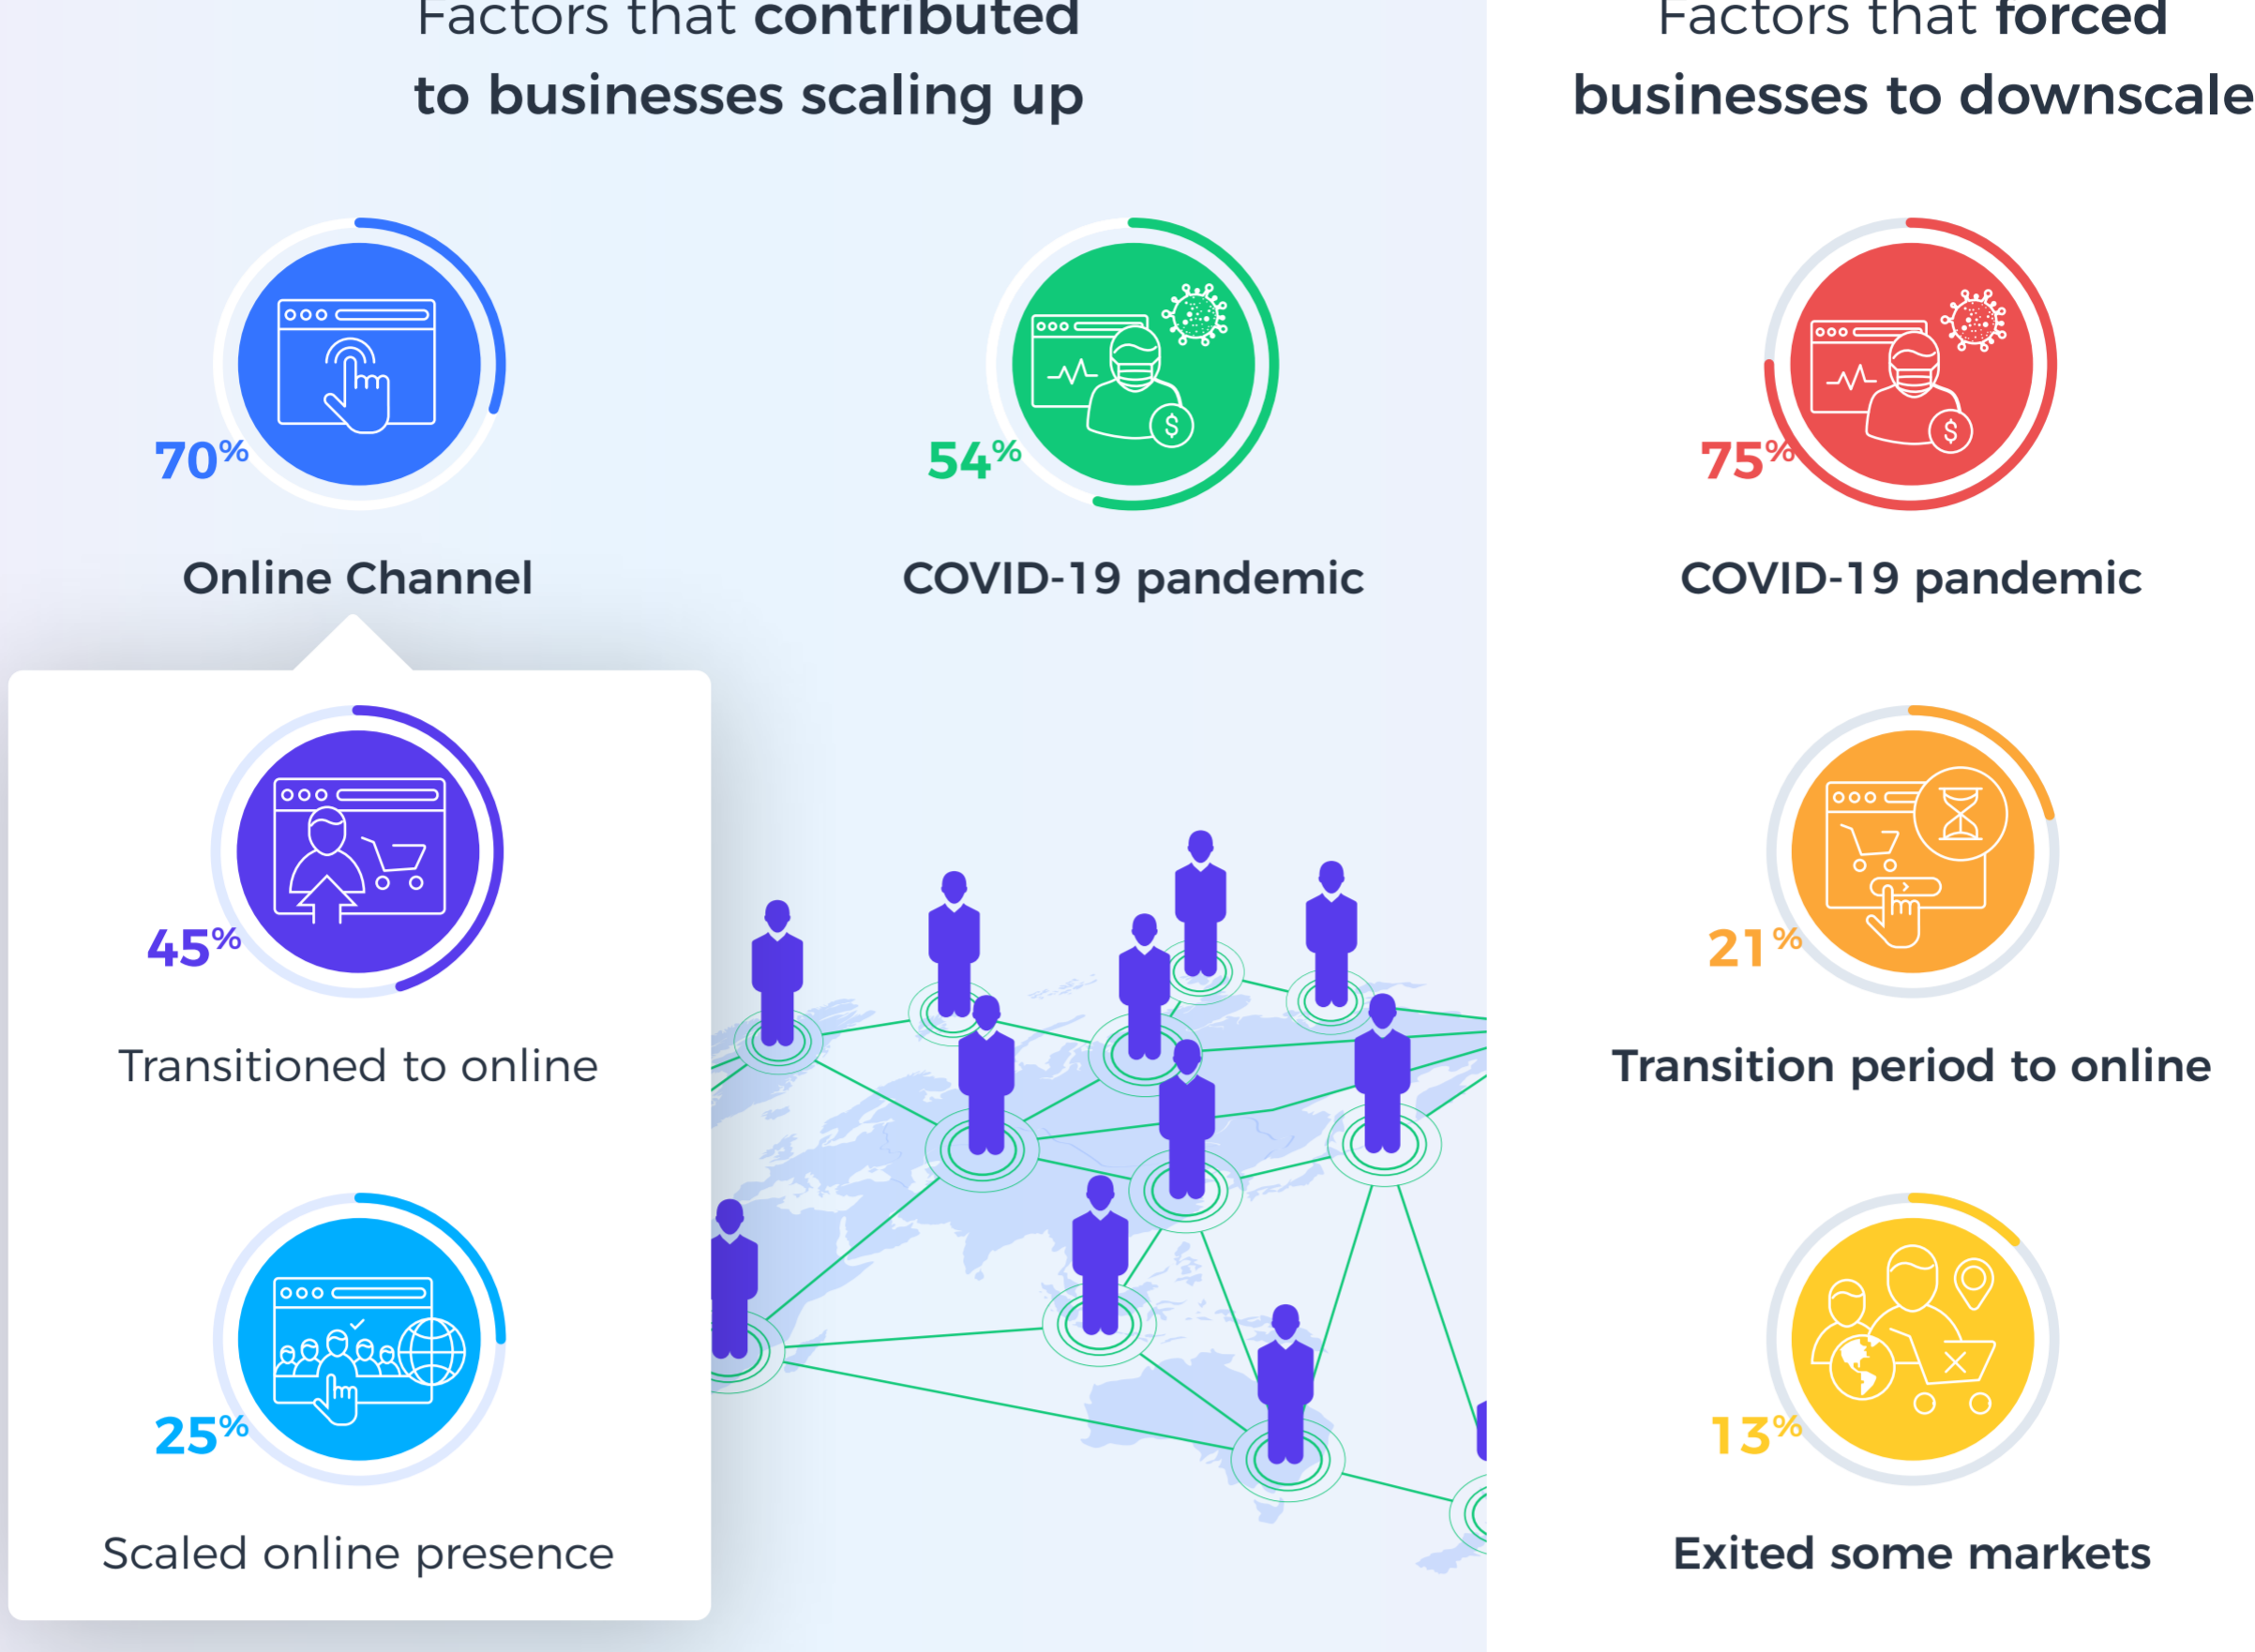 Factors that contributed
to businesses scaling up
70%
Online Channel
54%
COVID-19 pandemic
45%
Transitioned to online
25%
Scaled online presence
Factors that forced
businesses to downscale
75%
COVID-19 pandemic
21%
Transition period to online
13%
Exited some markets